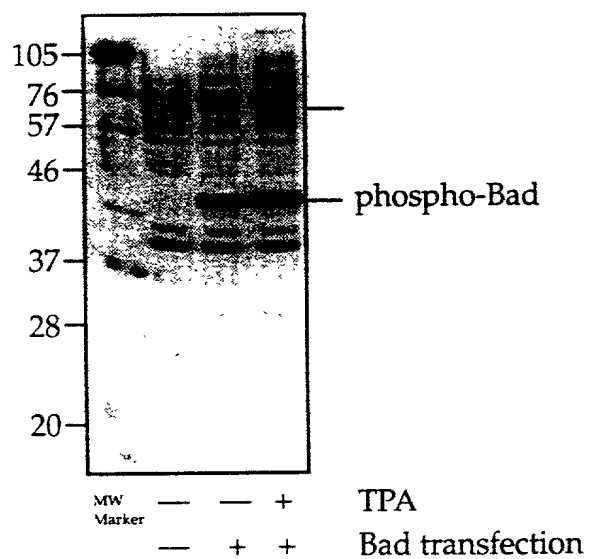 105
76
57
46
phospho-Bad
37
28
20
MW — — + TPA
Marker
— + + Bad transfection